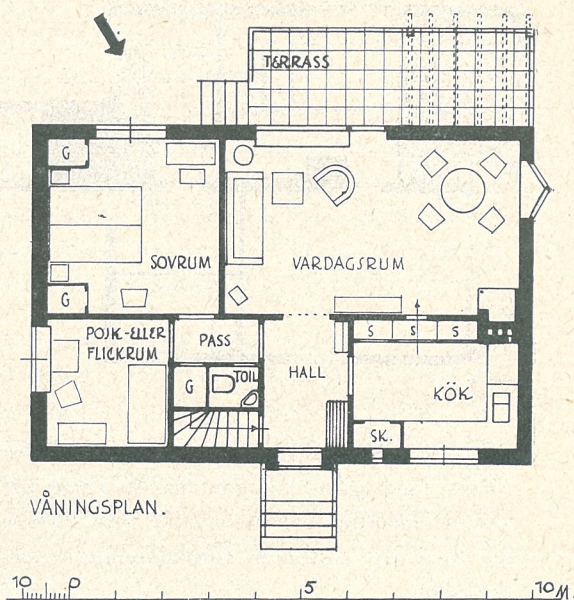 TERRASS
G
SOVRUM
VARDAGSRUM
G
POJK-ELLER
FLICKRUM
PASS
S S S
HALL
G
TOIL
KÖK
SK.
VÅNINGSPLAN.
10 0 5 10 M.